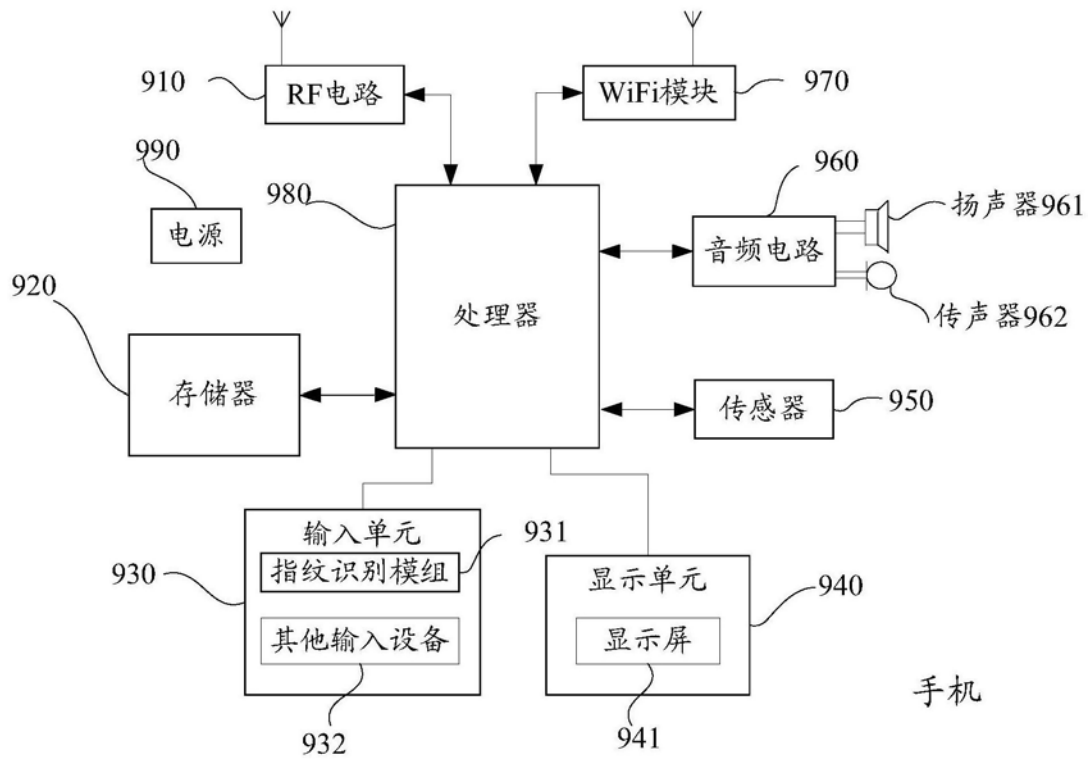 910
RF电路
WiFi模块
970
990
980
960
电源
音频电路
扬声器961
传声器962
920
处理器
存储器
传感器
950
输入单元
931
930
指纹识别模组
其他输入设备
932
显示单元
940
显示屏
941
手机